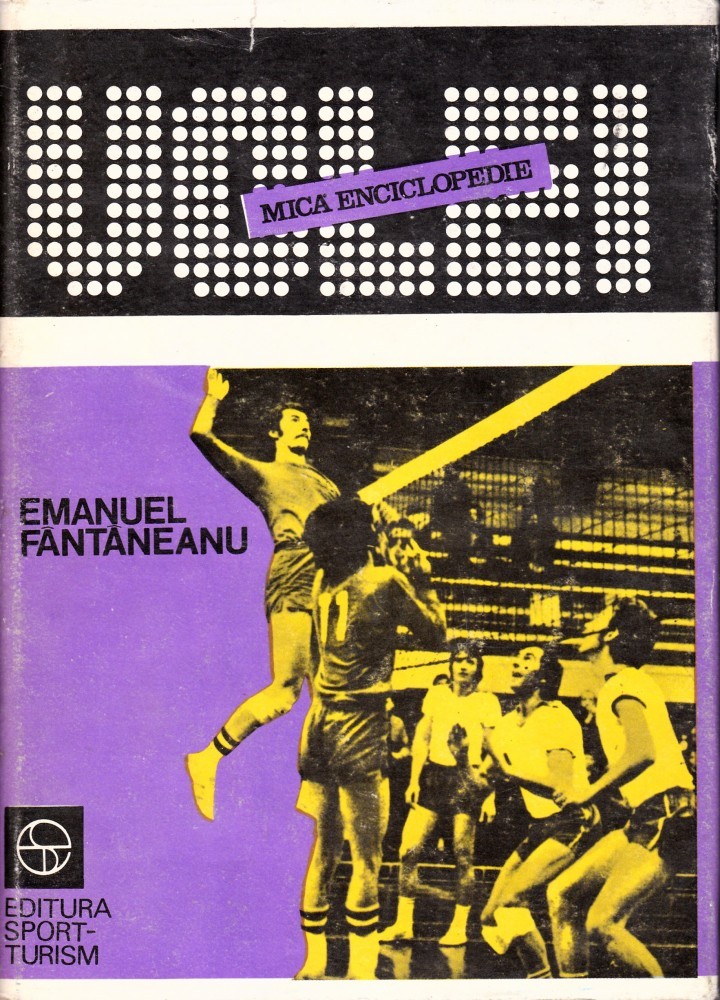 VOLEI
MICA ENCICLOPEDIE
EMANUEL
FÂNTÂNEANU
11
EDITURA
SPORT-
TURISM